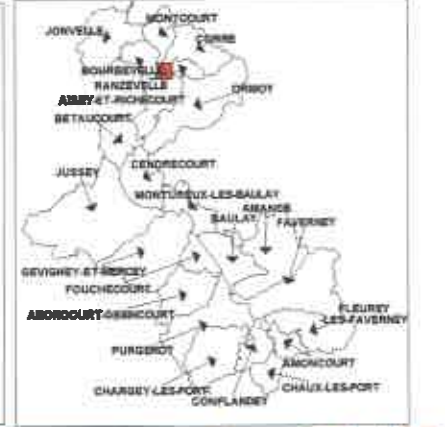 MONTCOURT
JONVELLE
CORRE
BOURBEVELLE
RANZEVELLE
ORMOY
AISEY-ET-RICHECOURT
BETAUCOURT
CENDRECOURT
JUSSEY
MONTUREUX-LES-BAULAY
AMANCE
BAULAY
FAVERNEY
GEVIGNEY-ET-MERCEY
FOUCHECOURT
FLEUREY
-LES-FAVERNEY
ABONCOURT-GESINCOURT
PURGEROT
AMONCOURT
CHARGEY-LES-PORT
CHAUX-LES-PORT
CONFLANDEY